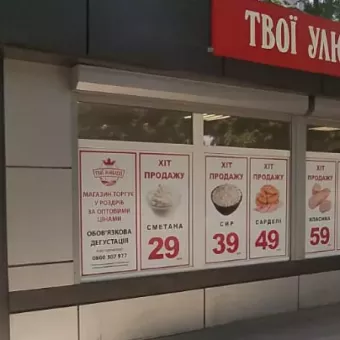 ТВОЇ УЛЮ
МАГАЗИН ТОРГУЄ
У РОЗДРІБ
ЗА ОПТОВИМИ
ЦІНАМИ
ОБОВ'ЯЗКОВА
ДЕГУСТАЦІЯ
ХІТ
ПРОДАЖУ
СМЕТАНА
29
ХІТ
ПРОДАЖУ
СИР
39
ХІТ
ПРОДАЖУ
САРДЕЛІ
49
ХІТ
ПРОДАЖУ
59